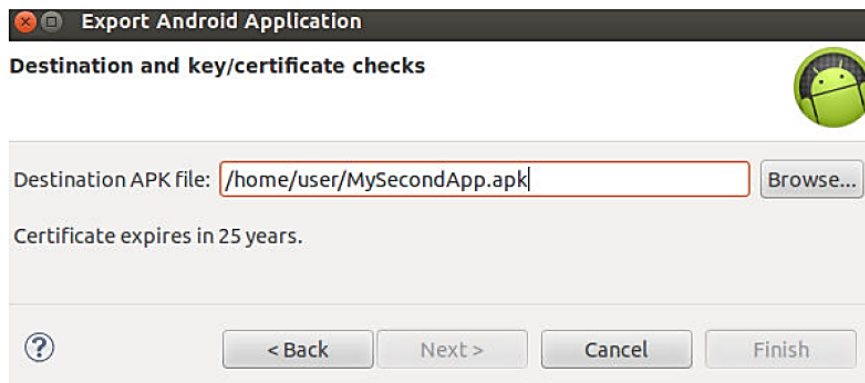 Export Android Application
Destination and key/certificate checks
Destination APK file: /home/user/MySecondApp.apk Browse...
Certificate expires in 25 years.
? < Back Next > Cancel Finish